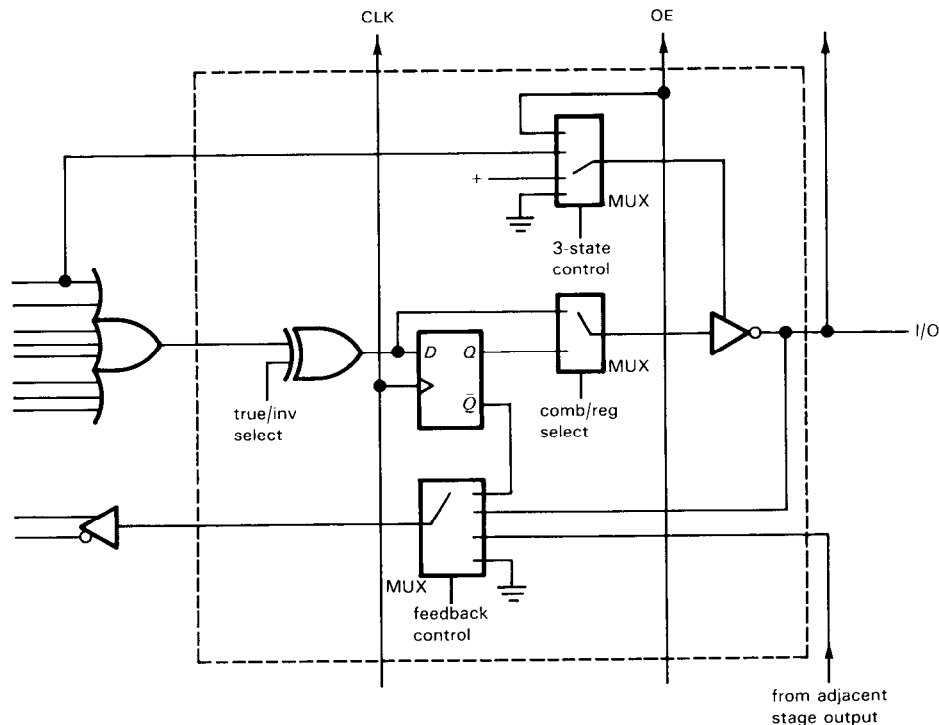 CLK
OE
+
MUX
3-state
control
I/O
D
Q
MUX
Q̄
true/inv
select
comb/reg
select
MUX
feedback
control
from adjacent
stage output